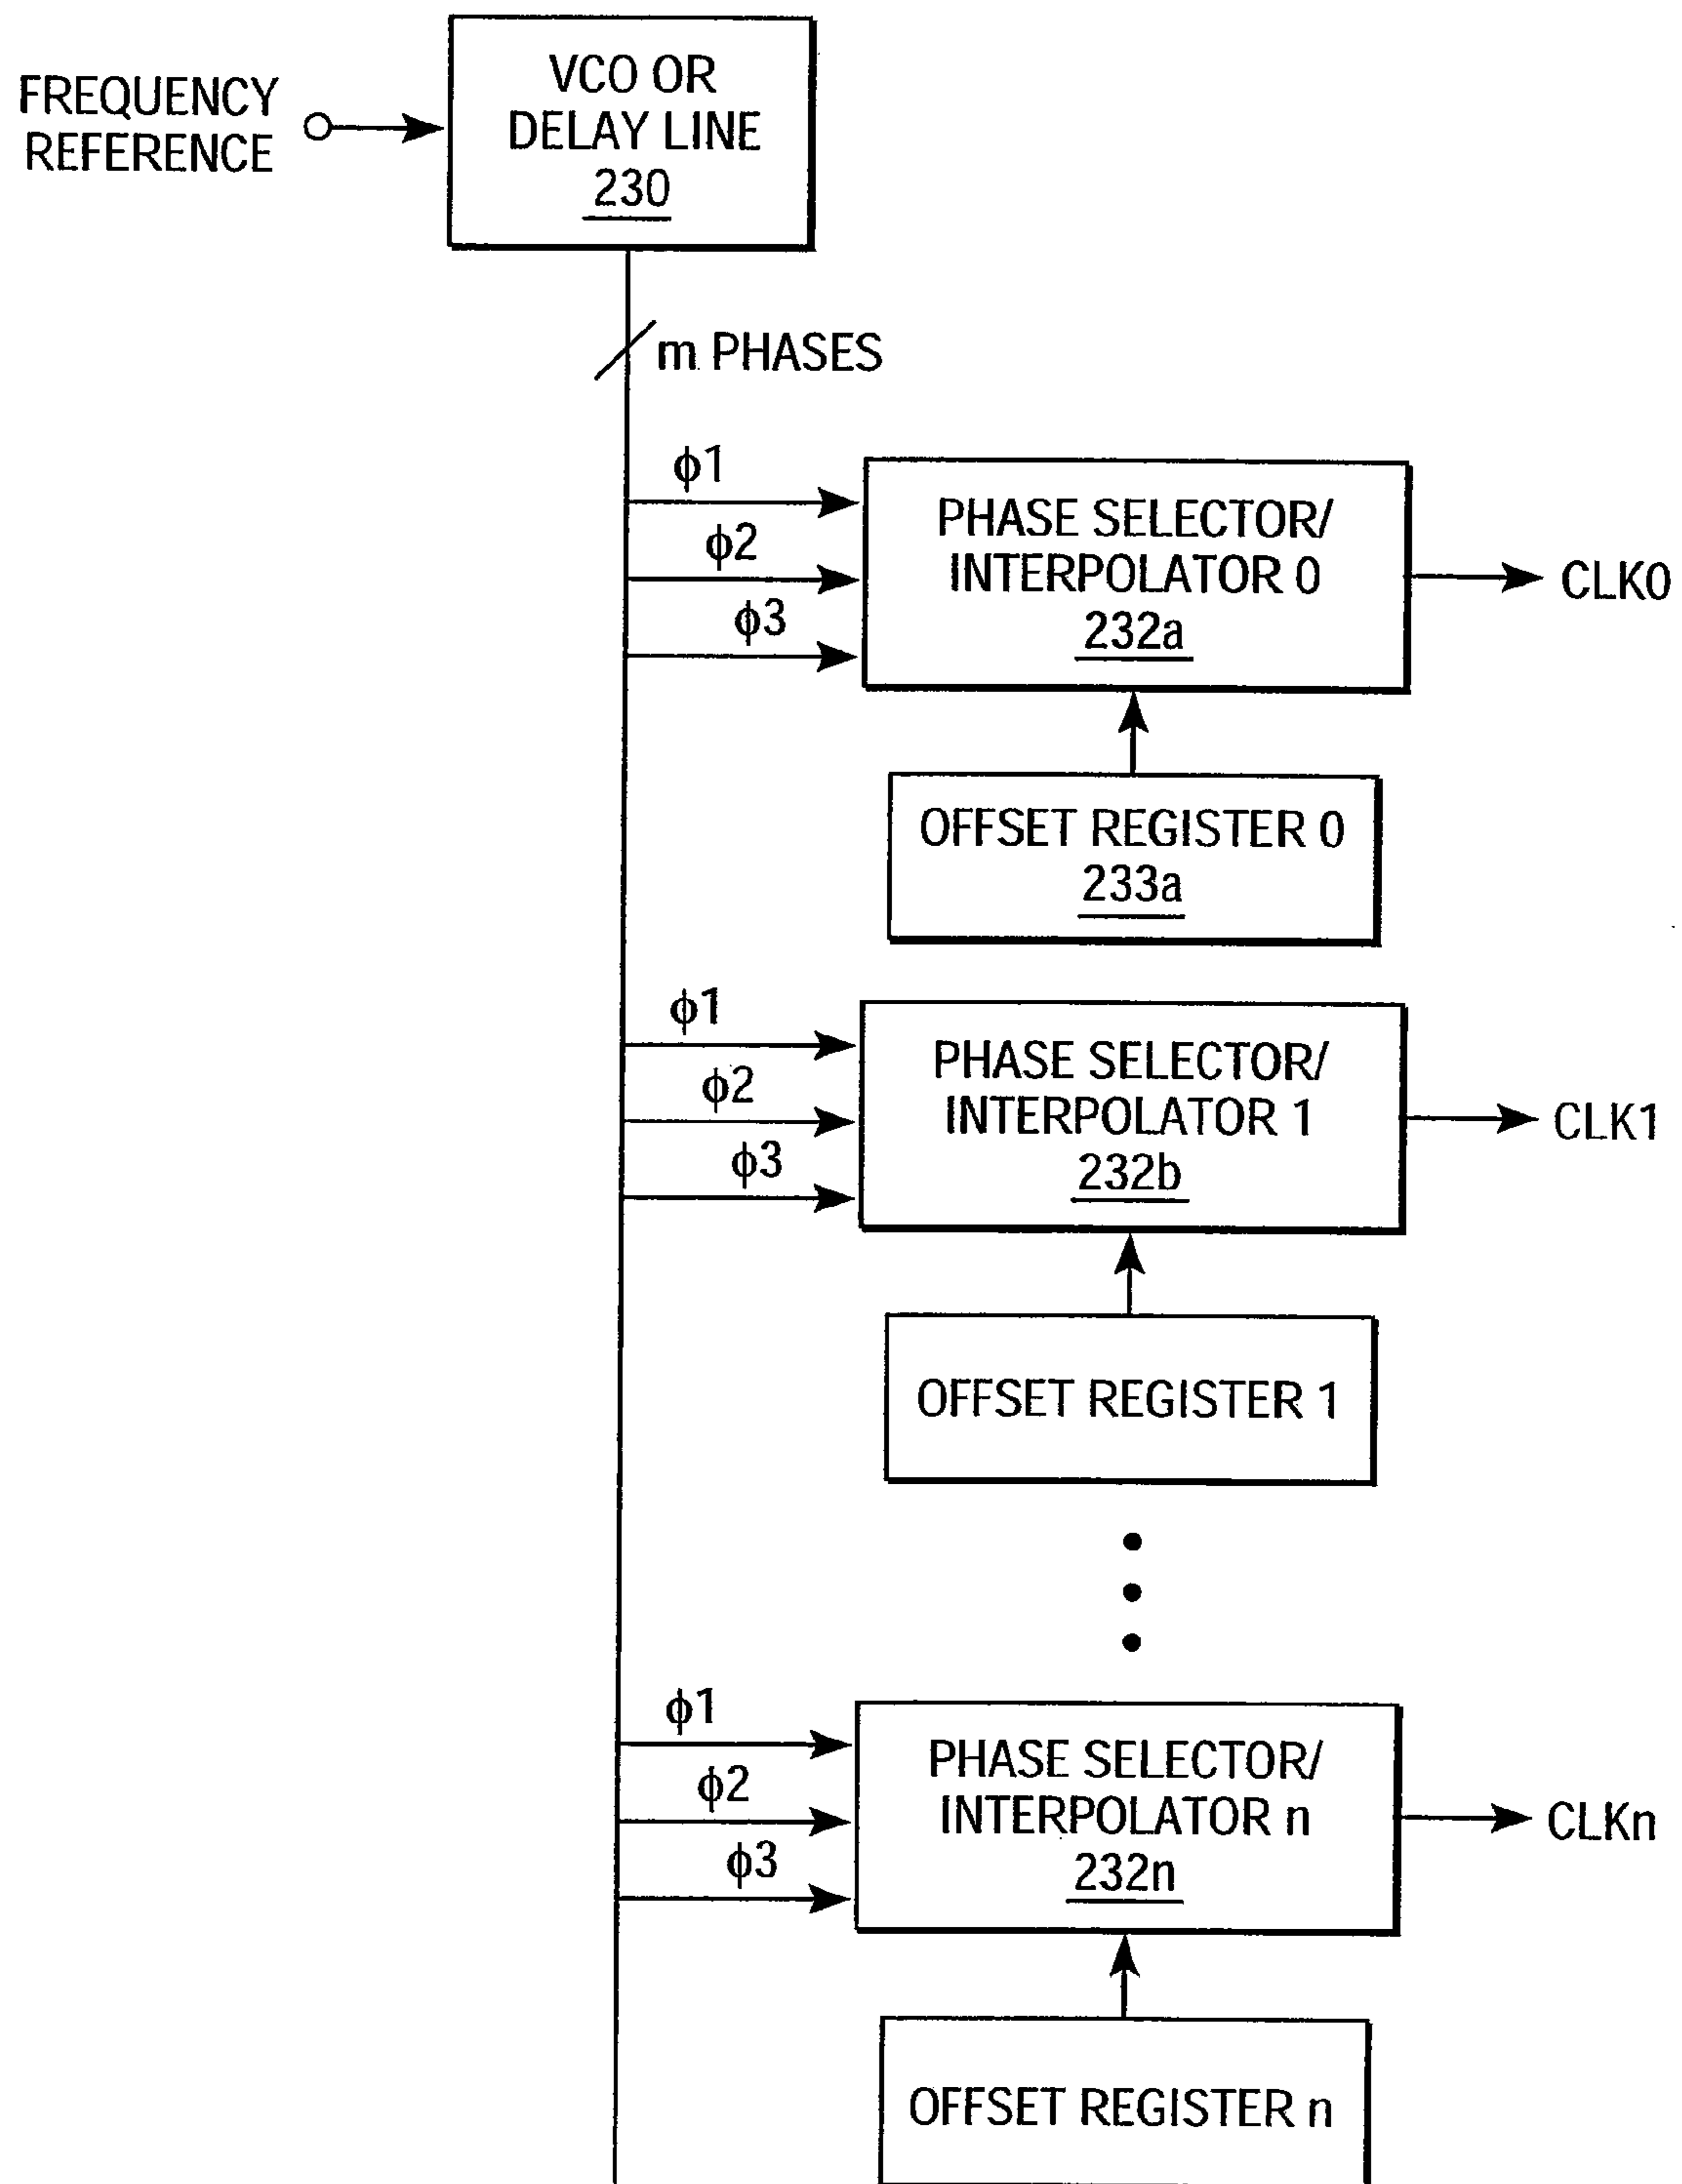 FREQUENCY
REFERENCE
VCO OR
DELAY LINE
230
m PHASES
ϕ1
ϕ2
ϕ3
PHASE SELECTOR/
INTERPOLATOR 0
232a
CLK0
OFFSET REGISTER 0
233a
ϕ1
ϕ2
ϕ3
PHASE SELECTOR/
INTERPOLATOR 1
232b
CLK1
OFFSET REGISTER 1
ϕ1
ϕ2
ϕ3
PHASE SELECTOR/
INTERPOLATOR n
232n
CLKn
OFFSET REGISTER n